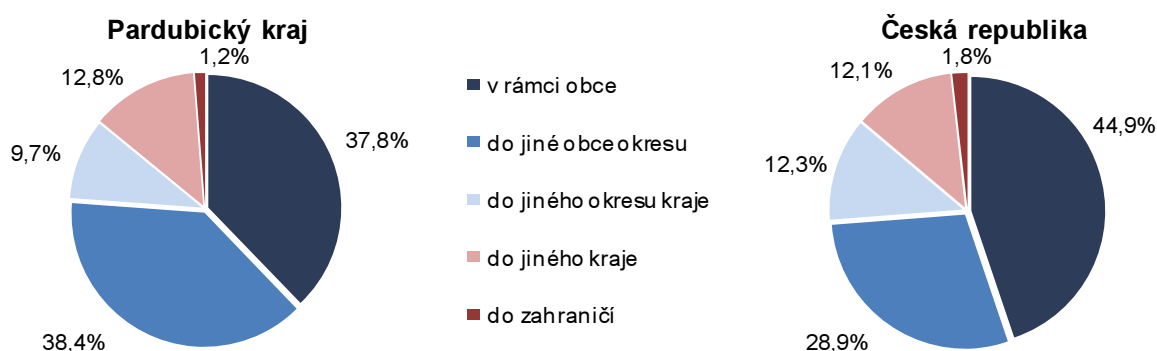 Pardubický kraj
1,2%
12,8%
9,7%
37,8%
38,4%
v rámci obce
do jiné obce okresu
do jiného okresu kraje
do jiného kraje
do zahraničí
Česká republika
1,8%
12,1%
12,3%
44,9%
28,9%